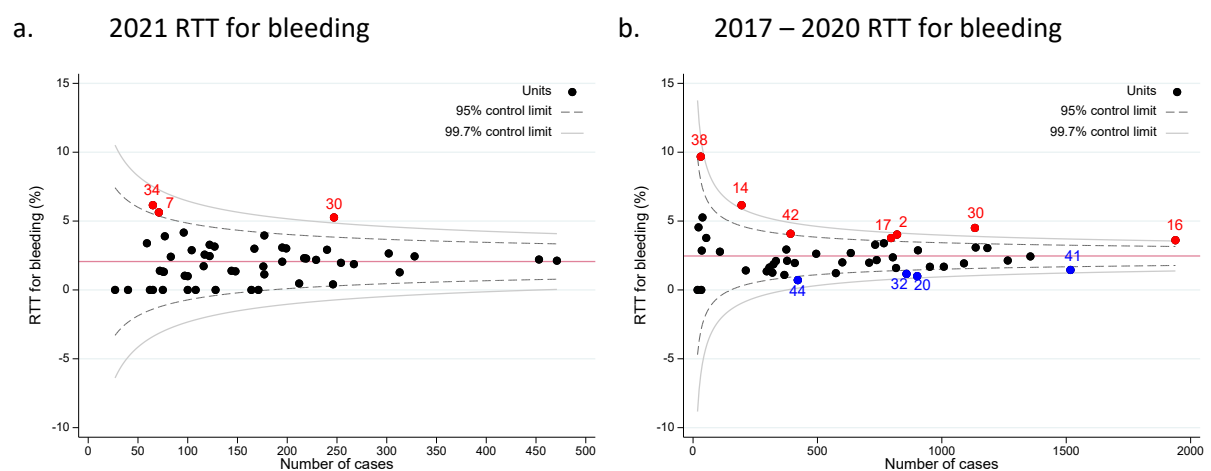 a. 2021 RTT for bleeding
15
10
5
0
-5
-10
RTT for bleeding (%)
Units
95% control limit
99.7% control limit
34
7
30
0 50 100 150 200 250 300 350 400 450 500
Number of cases
b. 2017 – 2020 RTT for bleeding
15
10
5
0
-5
-10
RTT for bleeding (%)
Units
95% control limit
99.7% control limit
38
14
42
17
2
30
16
44
32
20
41
0 500 1000 1500 2000
Number of cases